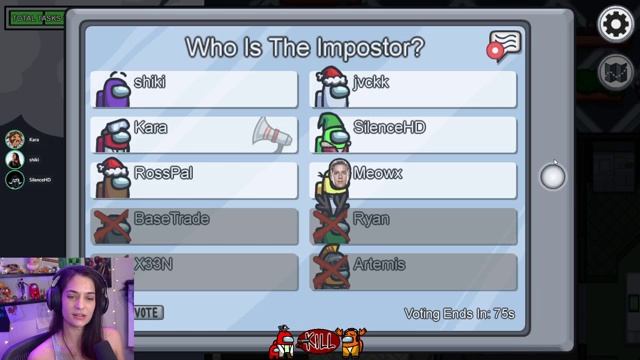 TOTAL TASKS
Who Is The Impostor?
shiki
jvckk
Kara
SilenceHD
RossPal
Meowx
BaseTrade
Ryan
X33N
Artemis
VOTE
Voting Ends In: 75s
Kara
shiki
SilenceHD
KILL